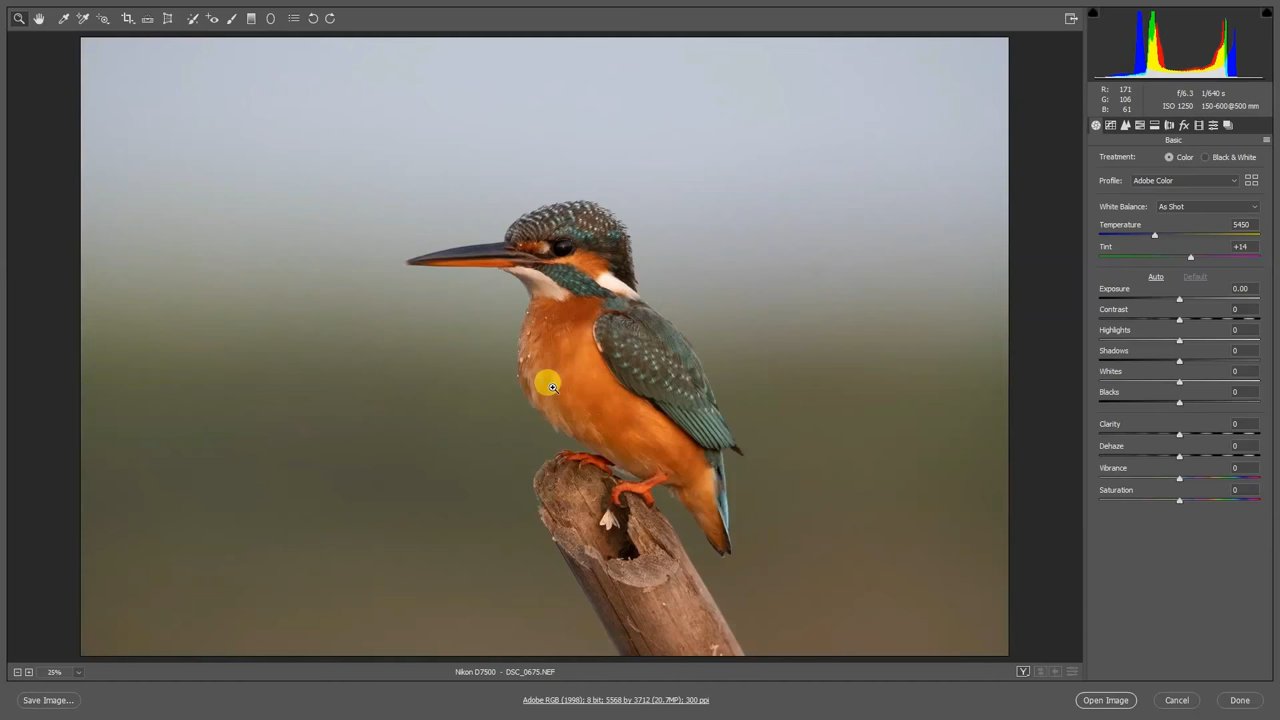 R: 171
G: 106
B: 61
f/6.3 1/640 s
ISO 1250 150-600@500 mm
Basic
Treatment: Color Black & White
Profile: Adobe Color
White Balance: As Shot
Temperature 5450
Tint +14
Auto Default
Exposure 0.00
Contrast 0
Highlights 0
Shadows 0
Whites 0
Blacks 0
Clarity 0
Dehaze 0
Vibrance 0
Saturation 0
25% Nikon D7500 - DSC_0675.NEF Y
Save Image... Adobe RGB (1998); 8 bit; 5568 by 3712 (20.7MP); 300 ppi Open Image Cancel Done